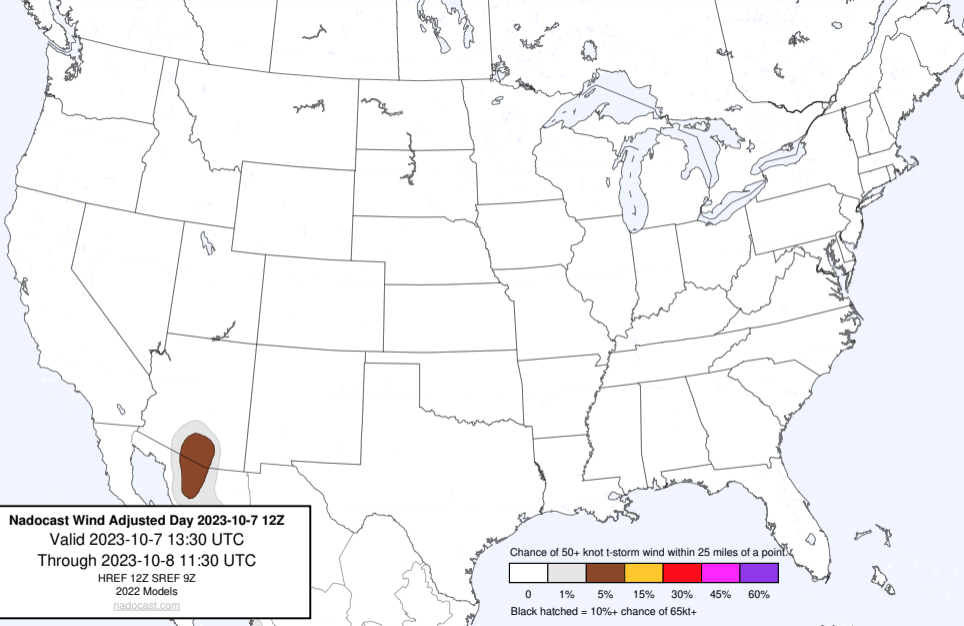 Nadocast Wind Adjusted Day 2023-10-7 12Z
Valid 2023-10-7 13:30 UTC
Through 2023-10-8 11:30 UTC
HREF 12Z SREF 9Z
2022 Models
nadocast.com
Chance of 50+ knot t-storm wind within 25 miles of a point.
0 1% 5% 15% 30% 45% 60%
Black hatched = 10%+ chance of 65kt+